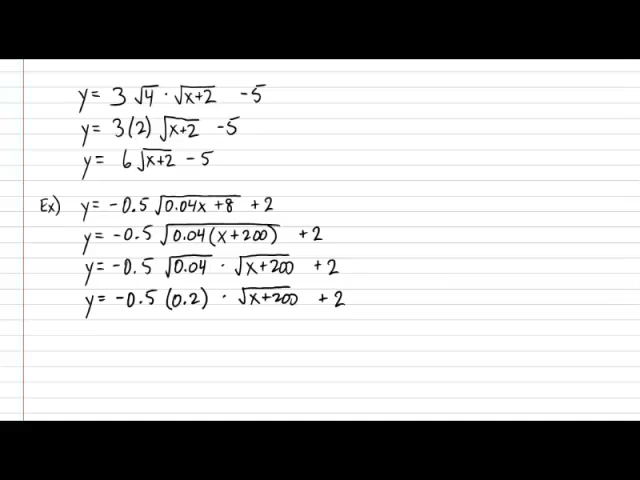 y = 3 √4 · √x+2 - 5
y = 3(2) √x+2 - 5
y = 6√x+2 - 5
Ex) y = -0.5 √0.04x + 8 + 2
y = -0.5 √0.04(x + 200) + 2
y = -0.5 √0.04 · √x+200 + 2
y = -0.5 (0.2) · √x+200 + 2